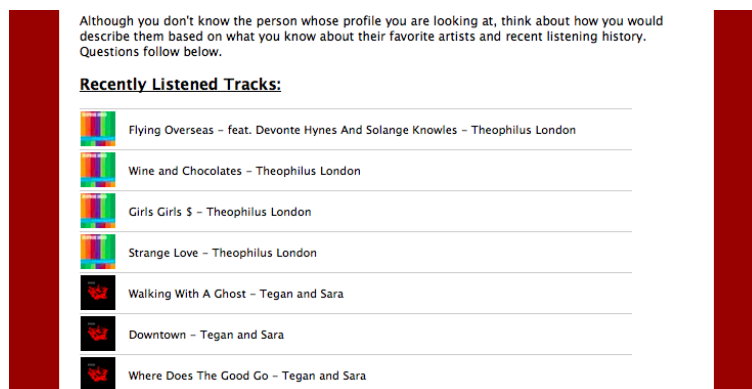 Although you don't know the person whose profile you are looking at, think about how you would
describe them based on what you know about their favorite artists and recent listening history.
Questions follow below.
Recently Listened Tracks:
Flying Overseas – feat. Devonte Hynes And Solange Knowles – Theophilus London
Wine and Chocolates – Theophilus London
Girls Girls $ – Theophilus London
Strange Love – Theophilus London
Walking With A Ghost – Tegan and Sara
Downtown – Tegan and Sara
Where Does The Good Go – Tegan and Sara